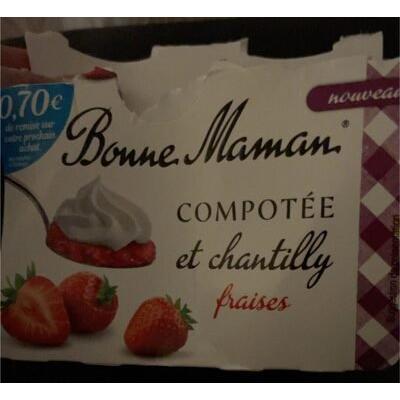 0,70€
de remise sur
votre prochain
achat
nouveau
Bonne Maman®
COMPOTÉE
et chantilly
fraises